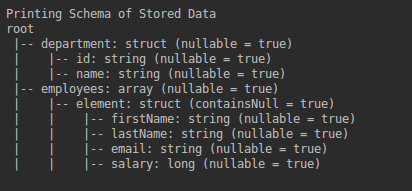 Printing Schema of Stored Data
root
 |-- department: struct (nullable = true)
 |    |-- id: string (nullable = true)
 |    |-- name: string (nullable = true)
 |-- employees: array (nullable = true)
 |    |-- element: struct (containsNull = true)
 |    |    |-- firstName: string (nullable = true)
 |    |    |-- lastName: string (nullable = true)
 |    |    |-- email: string (nullable = true)
 |    |    |-- salary: long (nullable = true)